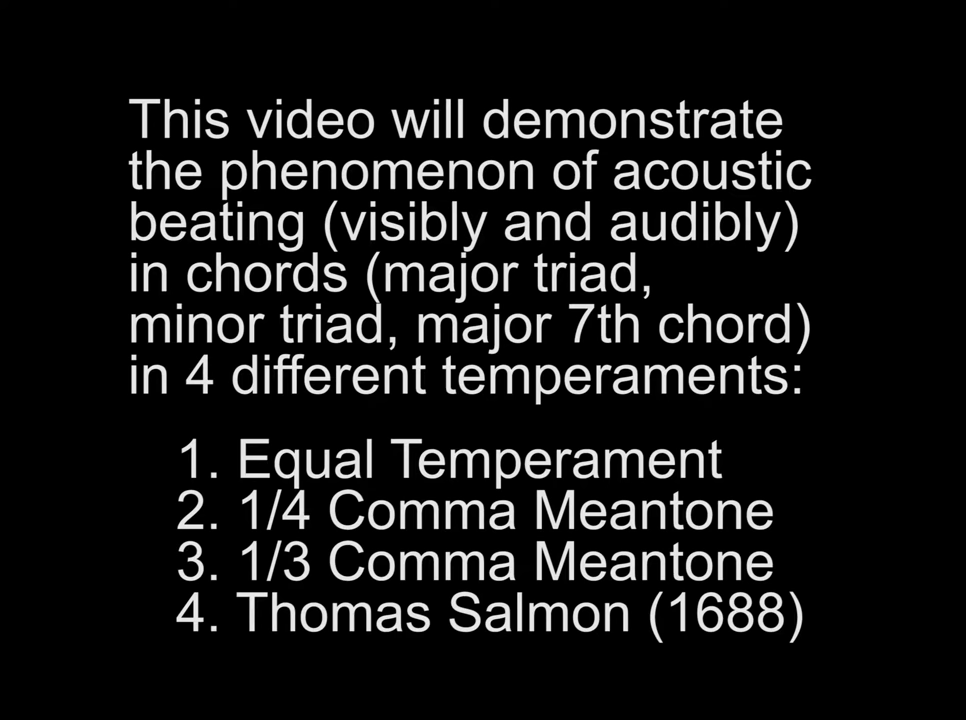 This video will demonstrate
the phenomenon of acoustic
beating (visibly and audibly)
in chords (major triad,
minor triad, major 7th chord)
in 4 different temperaments:
1. Equal Temperament
2. 1/4 Comma Meantone
3. 1/3 Comma Meantone
4. Thomas Salmon (1688)